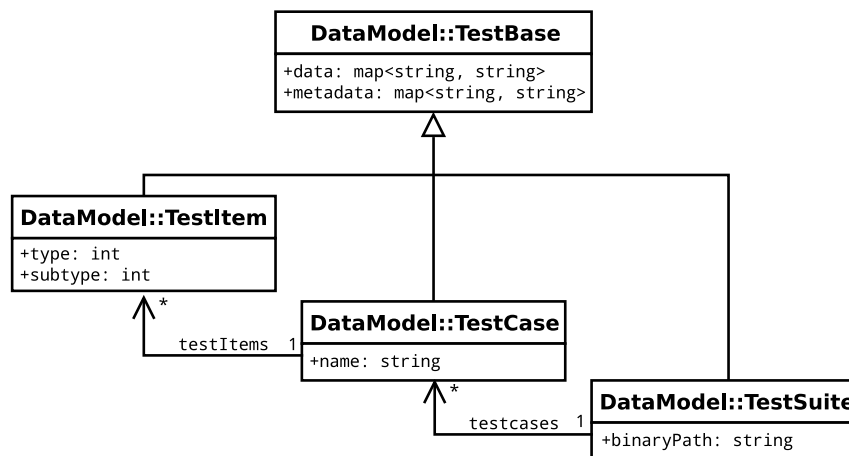 DataModel::TestBase
+data: map<string, string>
+metadata: map<string, string>
DataModel::TestItem
+type: int
+subtype: int
*
DataModel::TestCase
testItems 1
+name: string
*
DataModel::TestSuite
testcases 1
+binaryPath: string